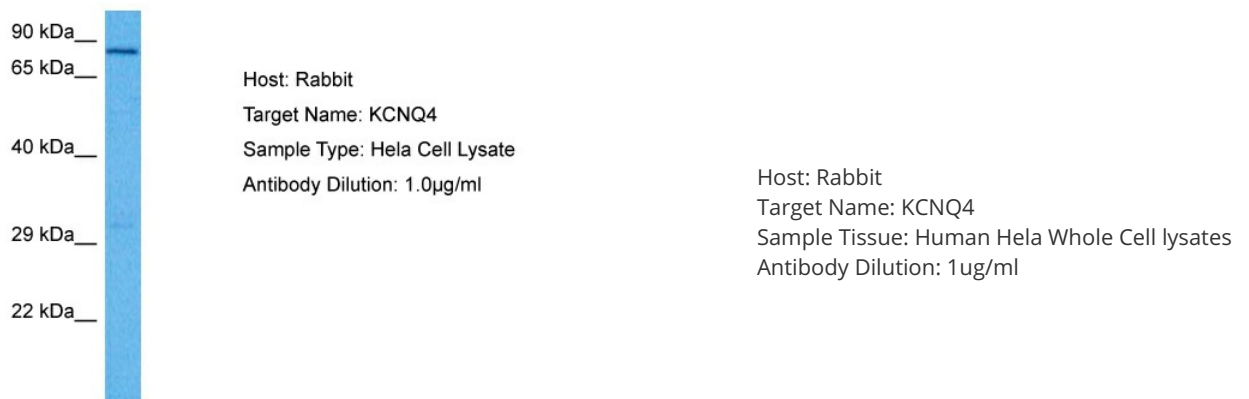 90 kDa__
65 kDa__
40 kDa__
29 kDa__
22 kDa__
Host: Rabbit
Target Name: KCNQ4
Sample Type: Hela Cell Lysate
Antibody Dilution: 1.0µg/ml
Host: Rabbit
Target Name: KCNQ4
Sample Tissue: Human Hela Whole Cell lysates
Antibody Dilution: 1ug/ml